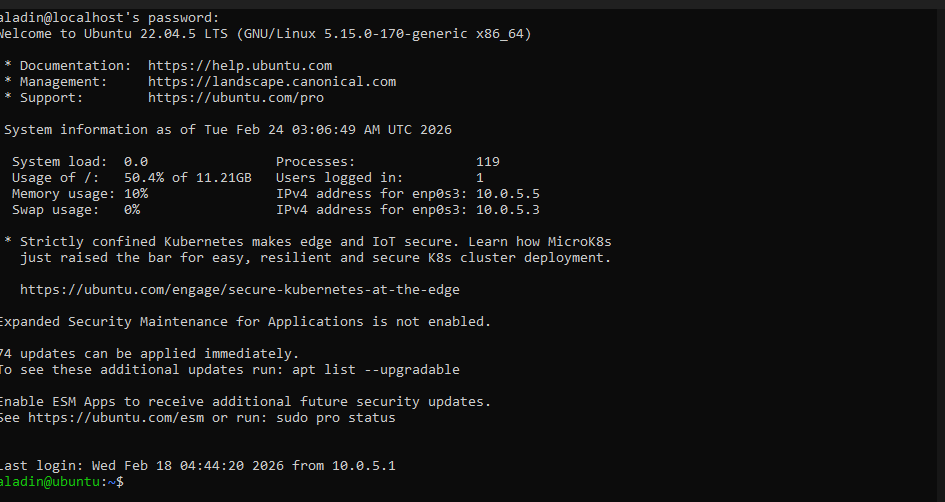 aladin@localhost's password:
Welcome to Ubuntu 22.04.5 LTS (GNU/Linux 5.15.0-170-generic x86_64)
* Documentation:  https://help.ubuntu.com
* Management:     https://landscape.canonical.com
* Support:        https://ubuntu.com/pro
System information as of Tue Feb 24 03:06:49 AM UTC 2026
System load:  0.0                Processes:               119
Usage of /:   50.4% of 11.21GB   Users logged in:         1
Memory usage: 10%                IPv4 address for enp0s3: 10.0.5.5
Swap usage:   0%                 IPv4 address for enp0s3: 10.0.5.3
* Strictly confined Kubernetes makes edge and IoT secure. Learn how MicroK8s
just raised the bar for easy, resilient and secure K8s cluster deployment.
https://ubuntu.com/engage/secure-kubernetes-at-the-edge
Expanded Security Maintenance for Applications is not enabled.
74 updates can be applied immediately.
To see these additional updates run: apt list --upgradable
Enable ESM Apps to receive additional future security updates.
See https://ubuntu.com/esm or run: sudo pro status
Last login: Wed Feb 18 04:44:20 2026 from 10.0.5.1
aladin@ubuntu:~$